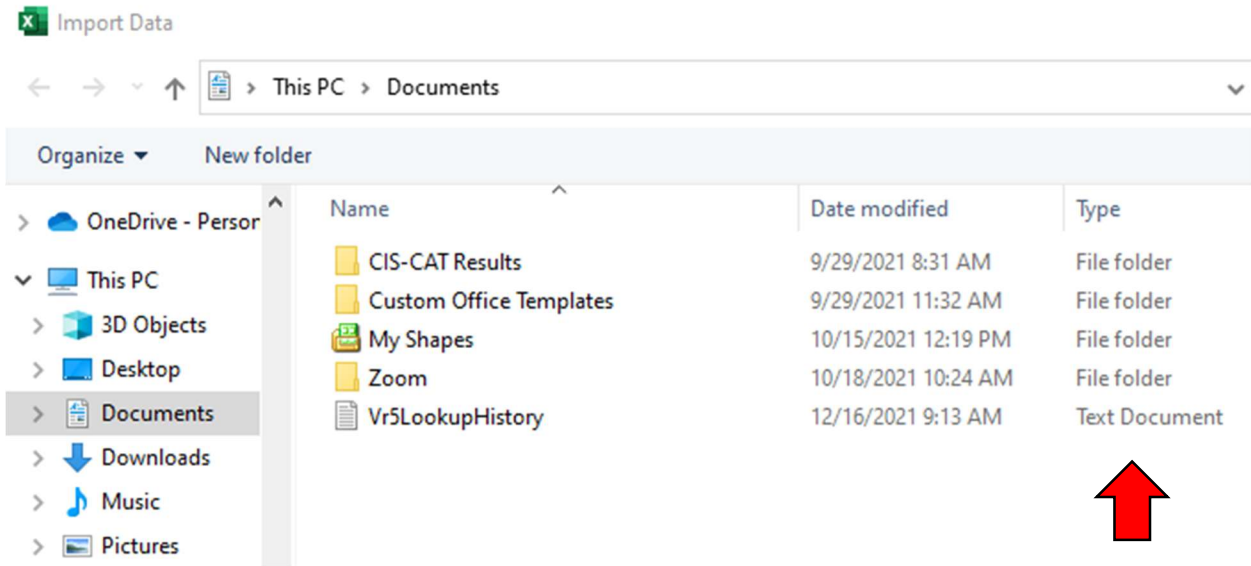 Import Data
This PC > Documents
Organize New folder
OneDrive - Person
This PC
3D Objects
Desktop
Documents
Downloads
Music
Pictures
Name Date modified Type
CIS-CAT Results 9/29/2021 8:31 AM File folder
Custom Office Templates 9/29/2021 11:32 AM File folder
My Shapes 10/15/2021 12:19 PM File folder
Zoom 10/18/2021 10:24 AM File folder
Vr5LookupHistory 12/16/2021 9:13 AM Text Document